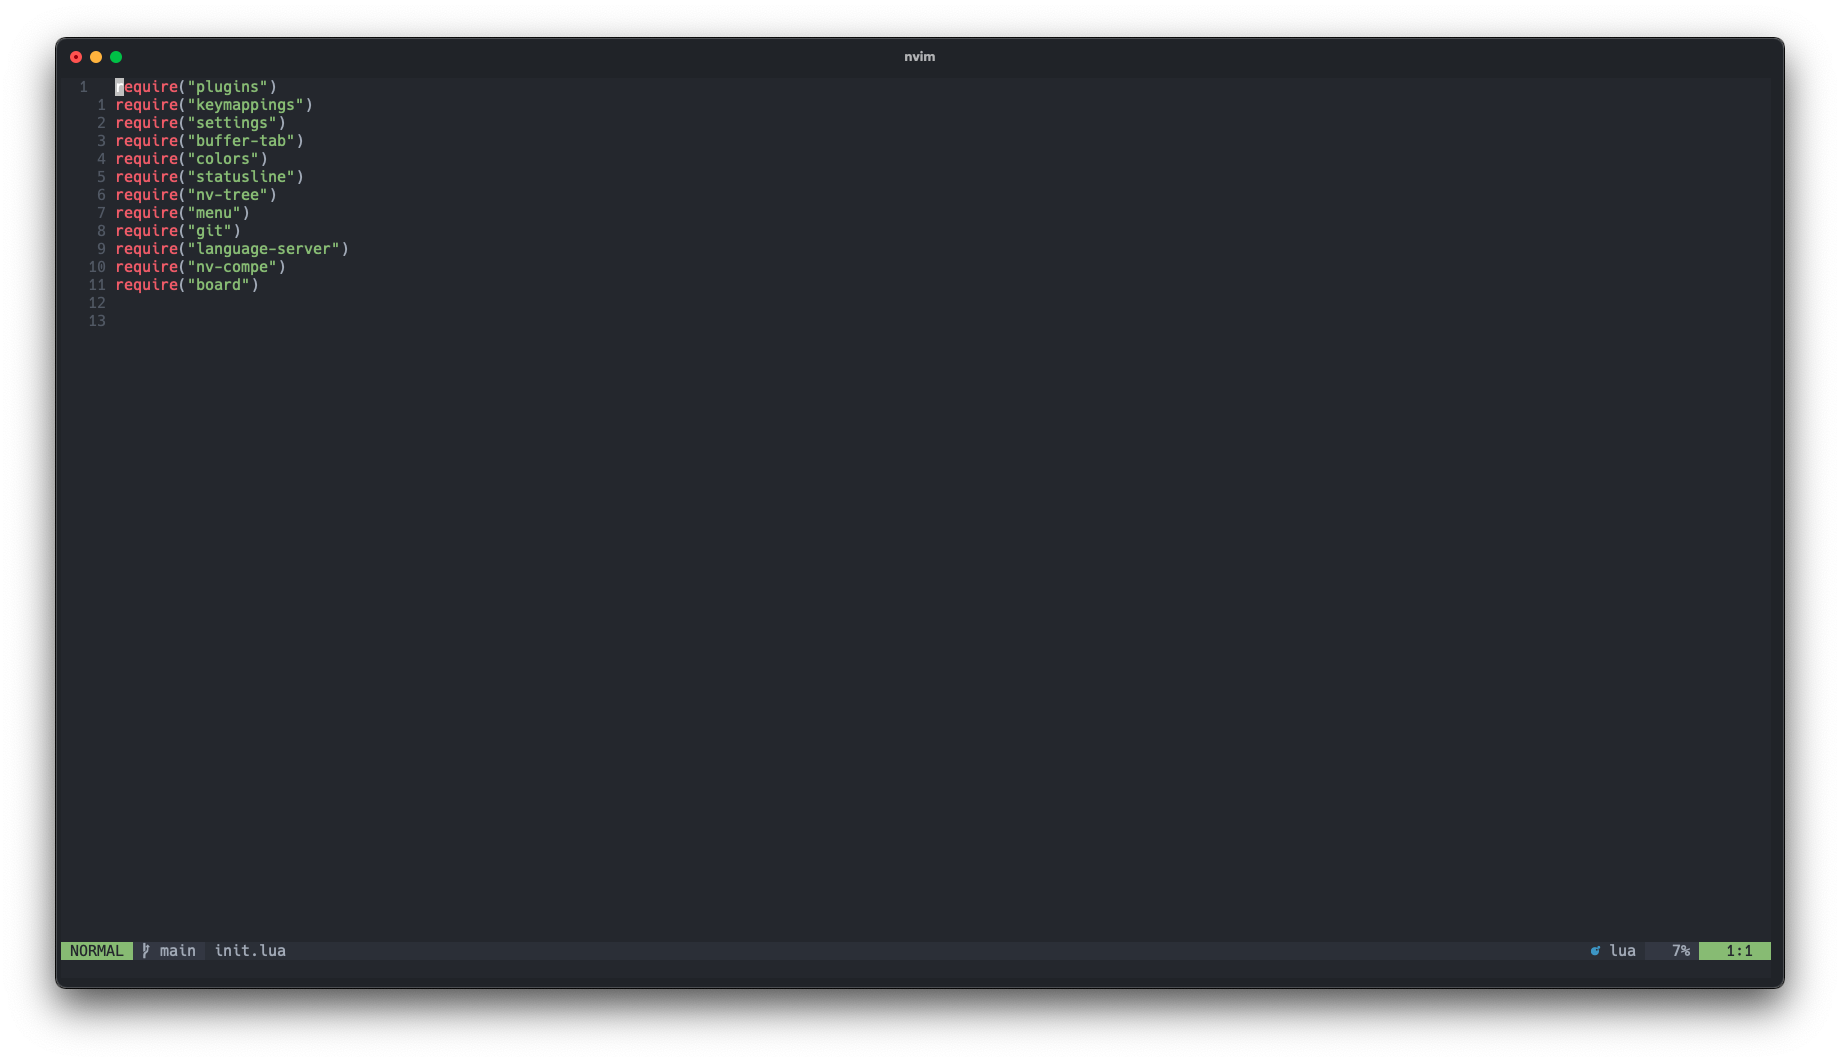 nvim
1 require("plugins")
1 require("keymappings")
2 require("settings")
3 require("buffer-tab")
4 require("colors")
5 require("statusline")
6 require("nv-tree")
7 require("menu")
8 require("git")
9 require("language-server")
10 require("nv-compe")
11 require("board")
12
13
NORMAL main init.lua lua 7% 1:1